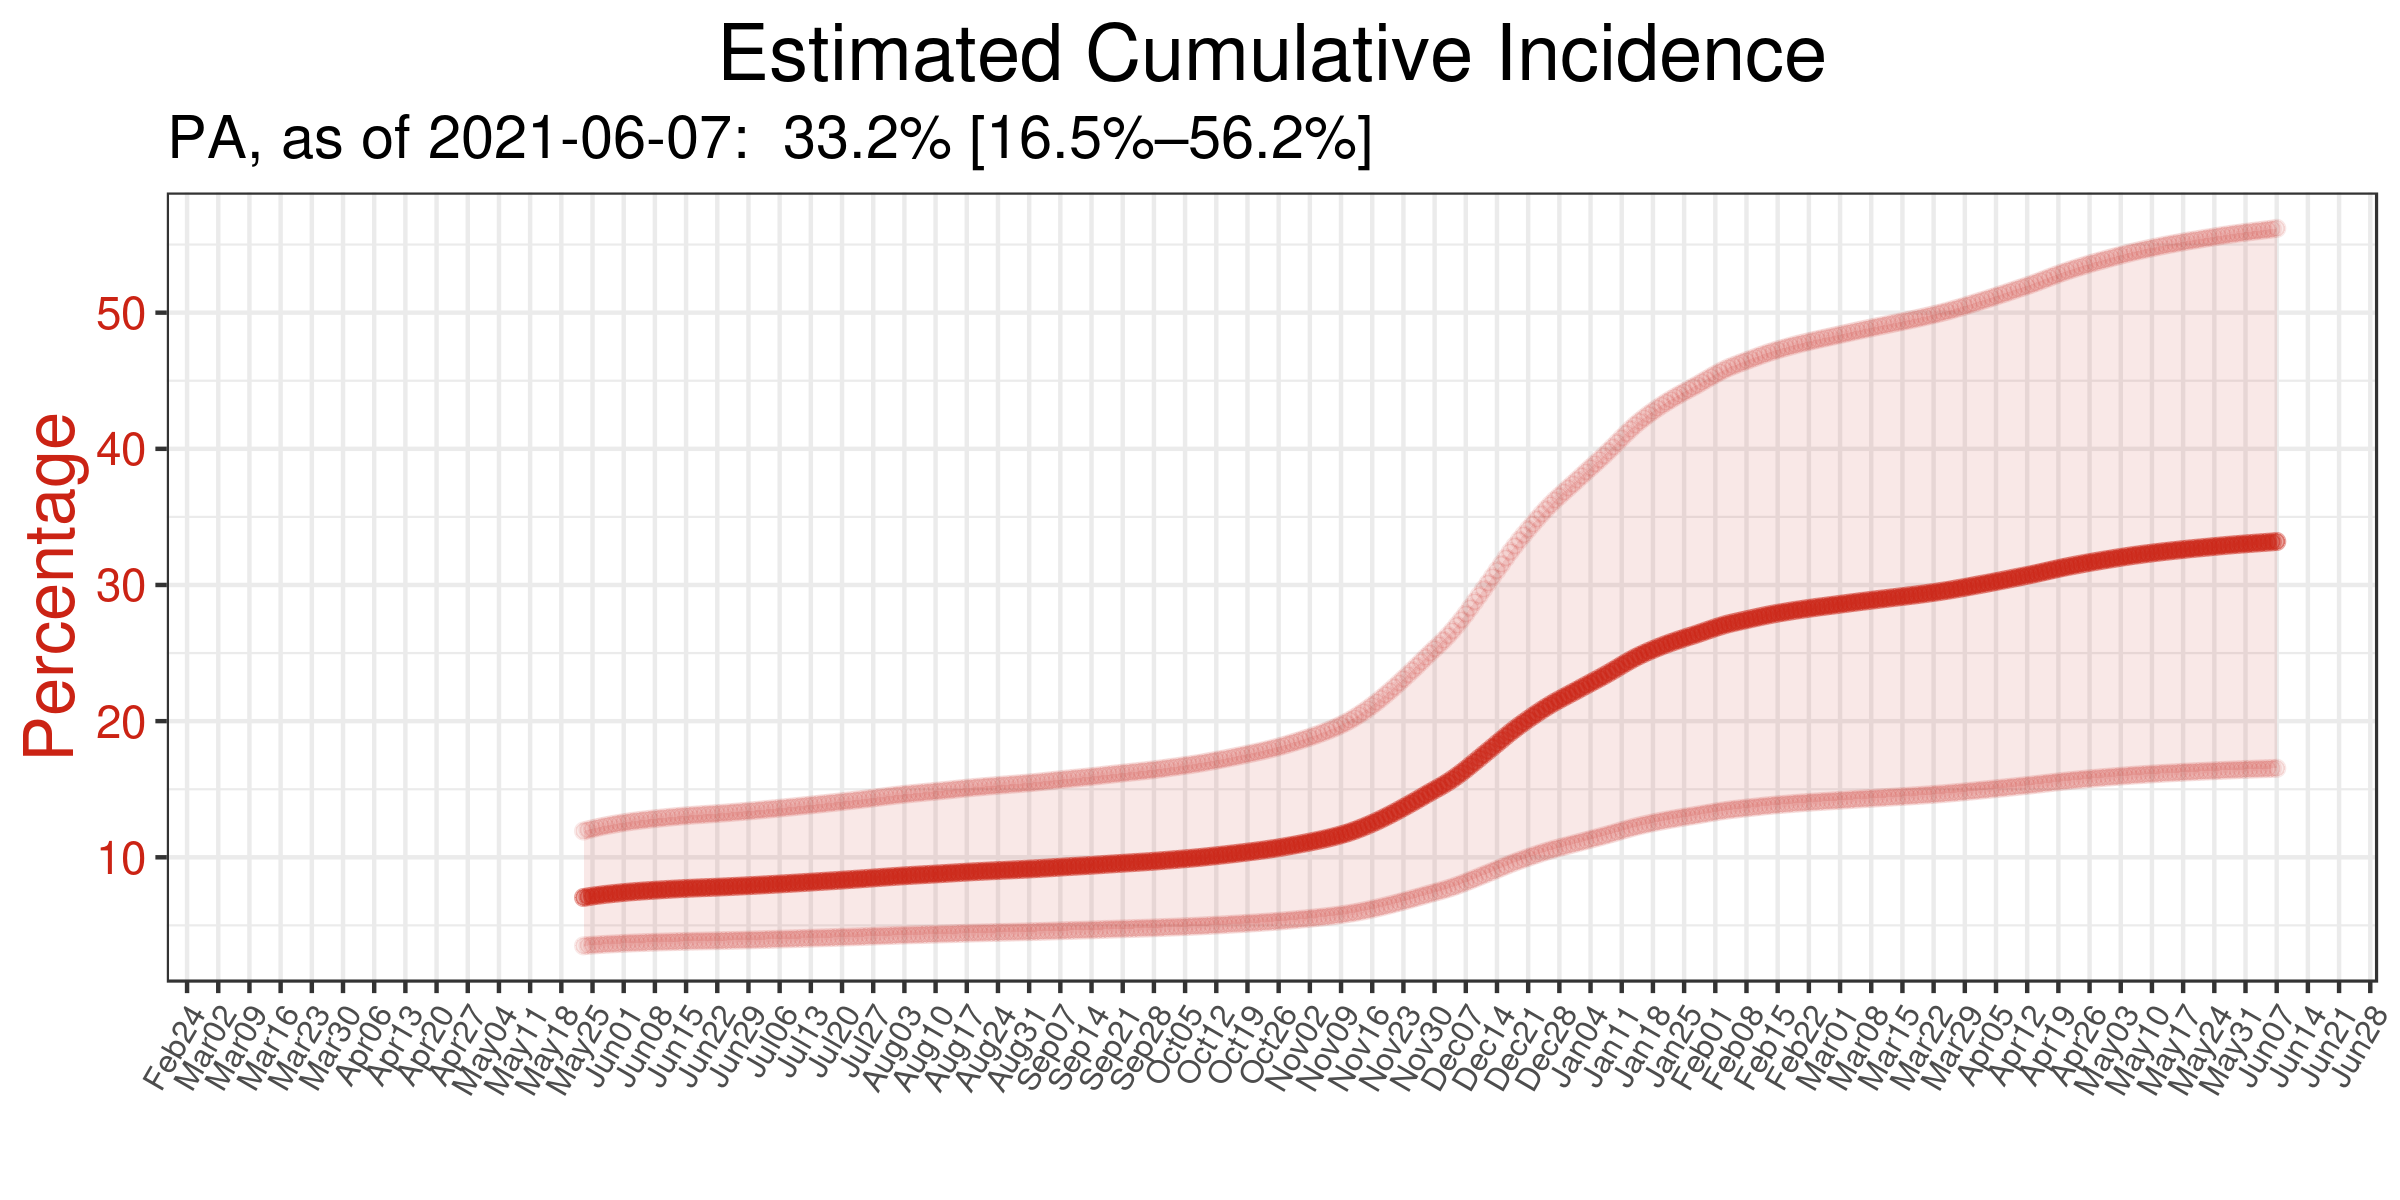 Estimated Cumulative Incidence
PA, as of 2021-06-07: 33.2% [16.5%–56.2%]
Percentage
50
40
30
20
10
Feb24
Mar02
Mar09
Mar16
Mar23
Mar30
Apr06
Apr13
Apr20
Apr27
May04
May11
May18
May25
Jun01
Jun08
Jun15
Jun22
Jun29
Jul06
Jul13
Jul20
Jul27
Aug03
Aug10
Aug17
Aug24
Aug31
Sep07
Sep14
Sep21
Sep28
Oct05
Oct12
Oct19
Oct26
Nov02
Nov09
Nov16
Nov23
Nov30
Dec07
Dec14
Dec21
Dec28
Jan04
Jan11
Jan18
Jan25
Feb01
Feb08
Feb15
Feb22
Mar01
Mar08
Mar15
Mar22
Mar29
Apr05
Apr12
Apr19
Apr26
May03
May10
May17
May24
May31
Jun07
Jun14
Jun21
Jun28